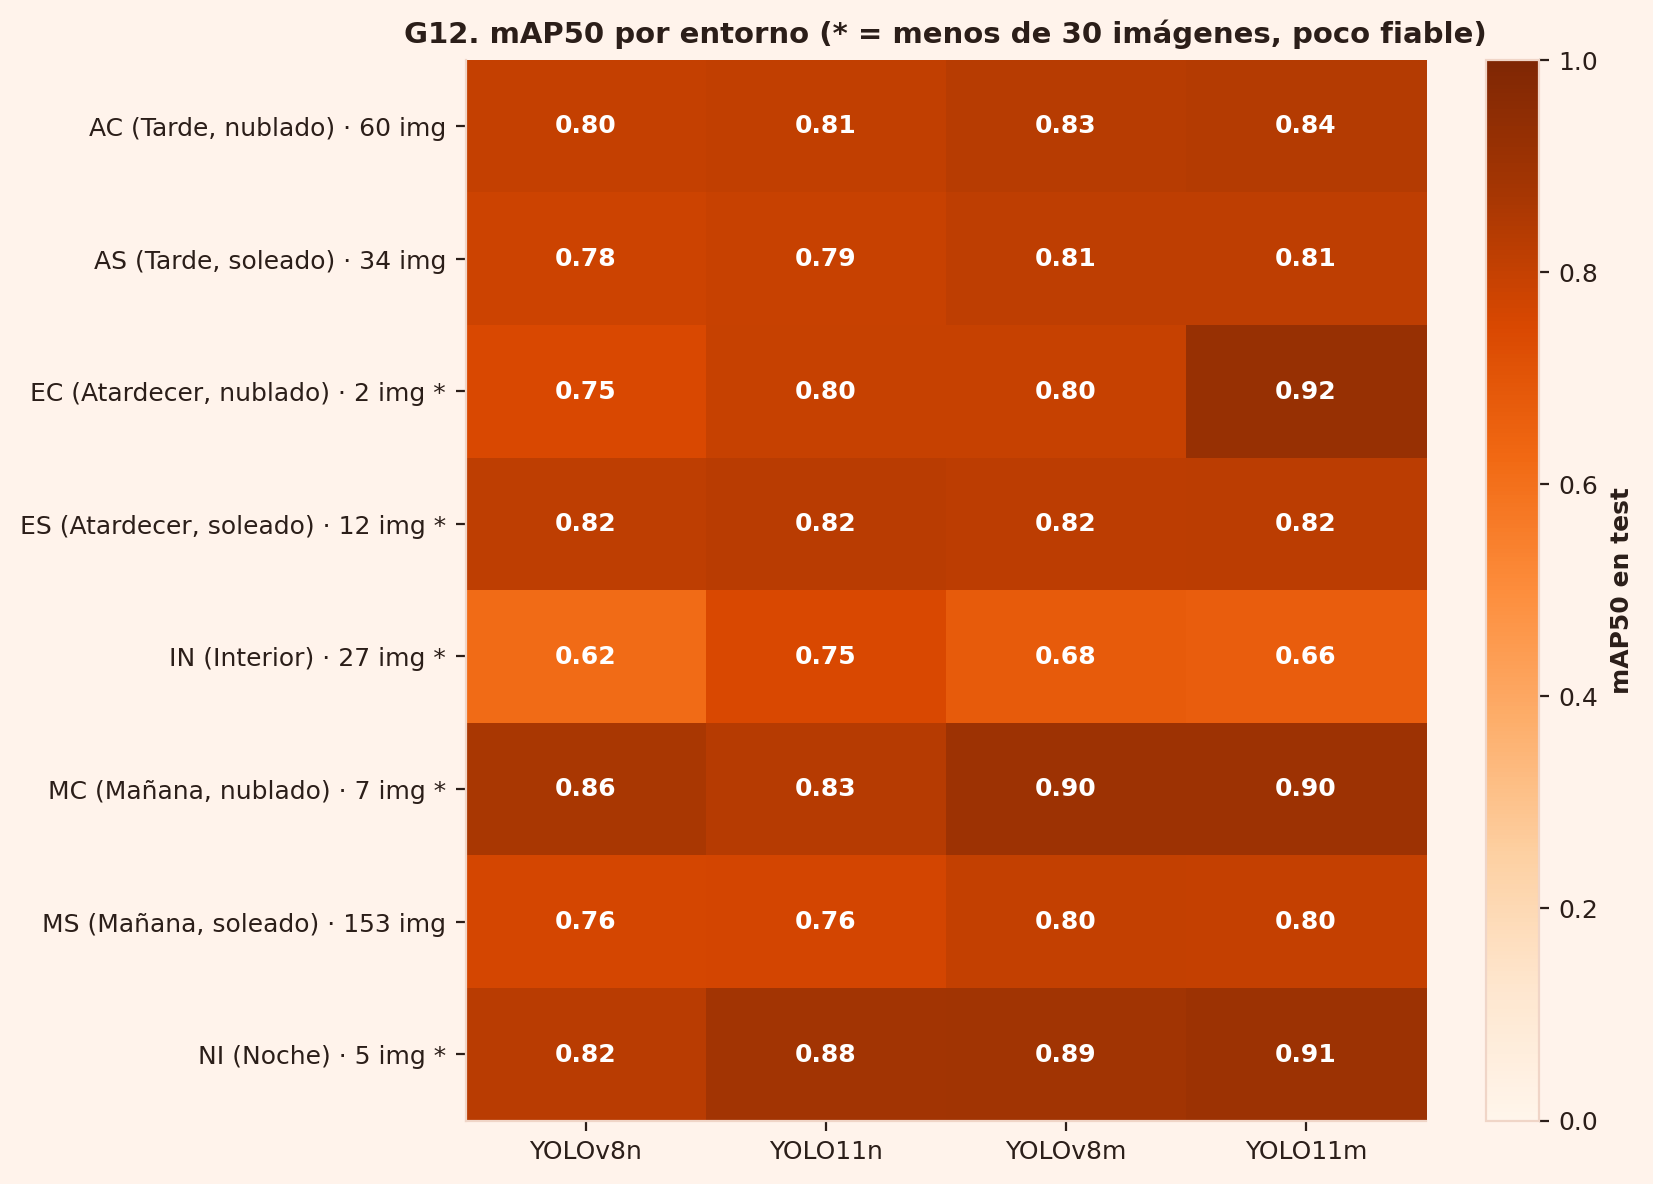 G12. mAP50 por entorno (* = menos de 30 imágenes, poco fiable)
AC (Tarde, nublado) · 60 img 0.80 0.81 0.83 0.84
AS (Tarde, soleado) · 34 img 0.78 0.79 0.81 0.81
EC (Atardecer, nublado) · 2 img * 0.75 0.80 0.80 0.92
ES (Atardecer, soleado) · 12 img * 0.82 0.82 0.82 0.82
IN (Interior) · 27 img * 0.62 0.75 0.68 0.66
MC (Mañana, nublado) · 7 img * 0.86 0.83 0.90 0.90
MS (Mañana, soleado) · 153 img 0.76 0.76 0.80 0.80
NI (Noche) · 5 img * 0.82 0.88 0.89 0.91
YOLOv8n YOLO11n YOLOv8m YOLO11m
1.0
0.8
0.6
0.4
0.2
0.0
mAP50 en test